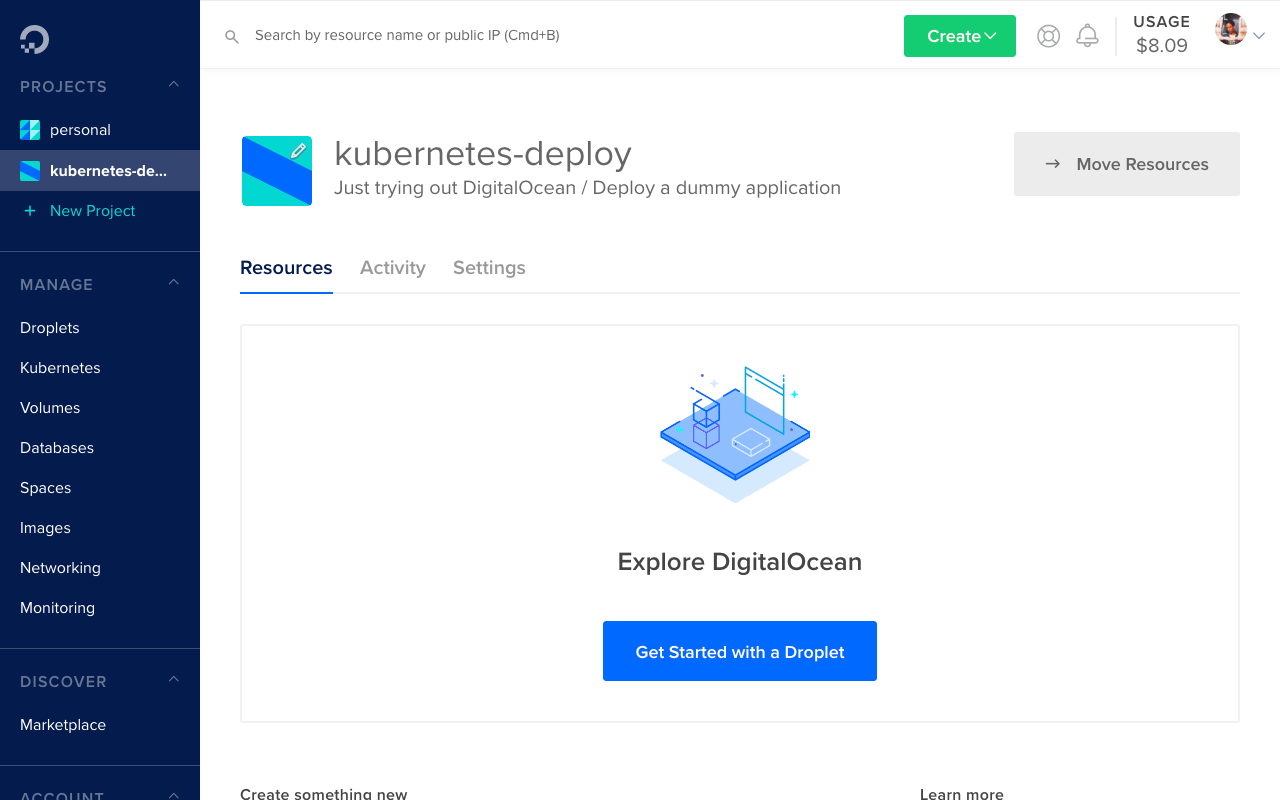 PROJECTS
personal
kubernetes-de...
+ New Project
MANAGE
Droplets
Kubernetes
Volumes
Databases
Spaces
Images
Networking
Monitoring
DISCOVER
Marketplace
ACCOUNT
Search by resource name or public IP (Cmd+B)
Create
USAGE
$8.09
kubernetes-deploy
Just trying out DigitalOcean / Deploy a dummy application
→ Move Resources
Resources Activity Settings
Explore DigitalOcean
Get Started with a Droplet
Create something new
Learn more